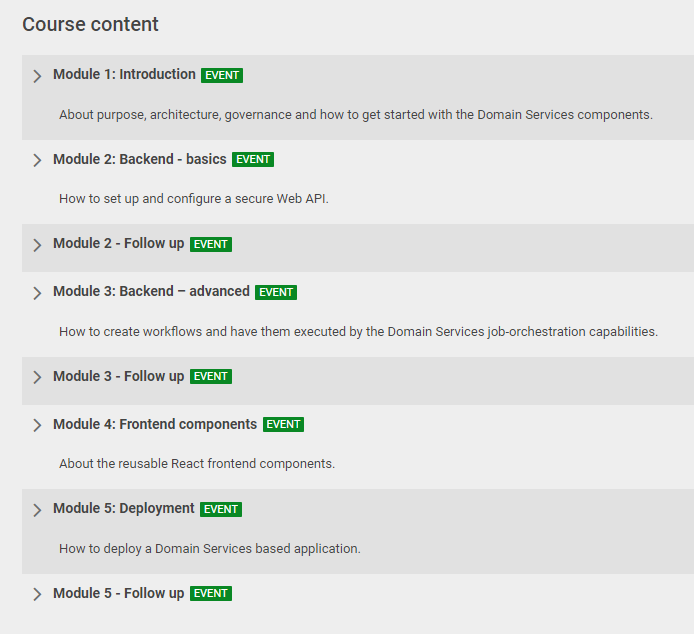 Course content
Module 1: Introduction EVENT
About purpose, architecture, governance and how to get started with the Domain Services components.
Module 2: Backend - basics EVENT
How to set up and configure a secure Web API.
Module 2 - Follow up EVENT
Module 3: Backend – advanced EVENT
How to create workflows and have them executed by the Domain Services job-orchestration capabilities.
Module 3 - Follow up EVENT
Module 4: Frontend components EVENT
About the reusable React frontend components.
Module 5: Deployment EVENT
How to deploy a Domain Services based application.
Module 5 - Follow up EVENT